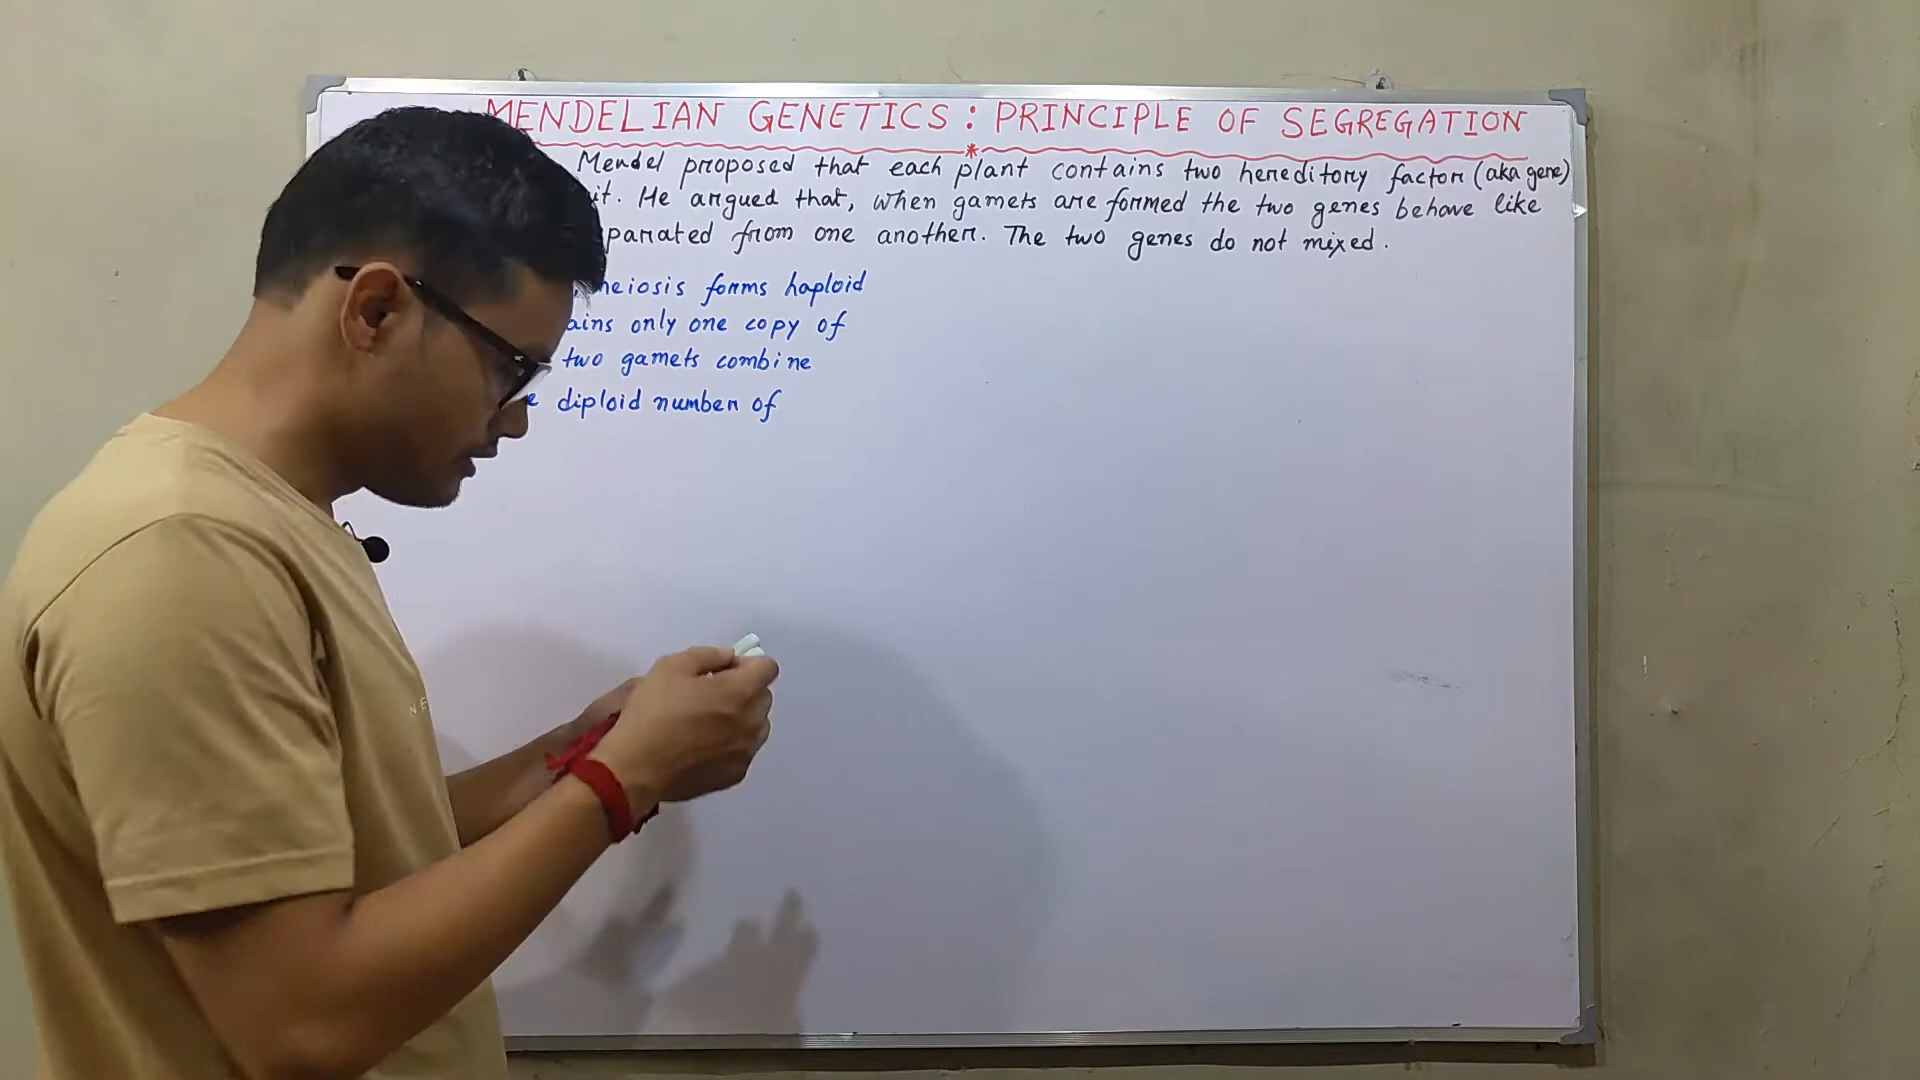 MENDELIAN GENETICS : PRINCIPLE OF SEGREGATION
Mendel proposed that each plant contains two hereditory factor (aka gene)
it. He argued that, when gamets are formed the two genes behave like
parated from one another. The two genes do not mixed.
meiosis forms haploid
ains only one copy of
two gamets combine
e diploid number of